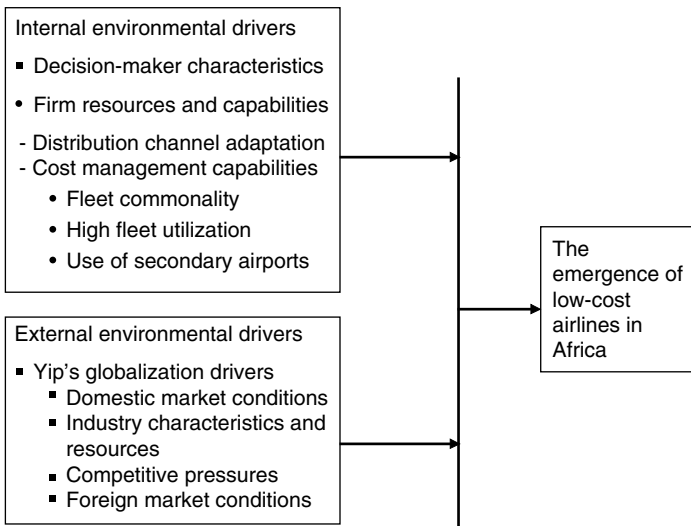 Internal environmental drivers
▪ Decision-maker characteristics
• Firm resources and capabilities
- Distribution channel adaptation
- Cost management capabilities
• Fleet commonality
• High fleet utilization
• Use of secondary airports
External environmental drivers
▪ Yip's globalization drivers
▪ Domestic market conditions
▪ Industry characteristics and
resources
▪ Competitive pressures
▪ Foreign market conditions
The
emergence of
low-cost
airlines in
Africa